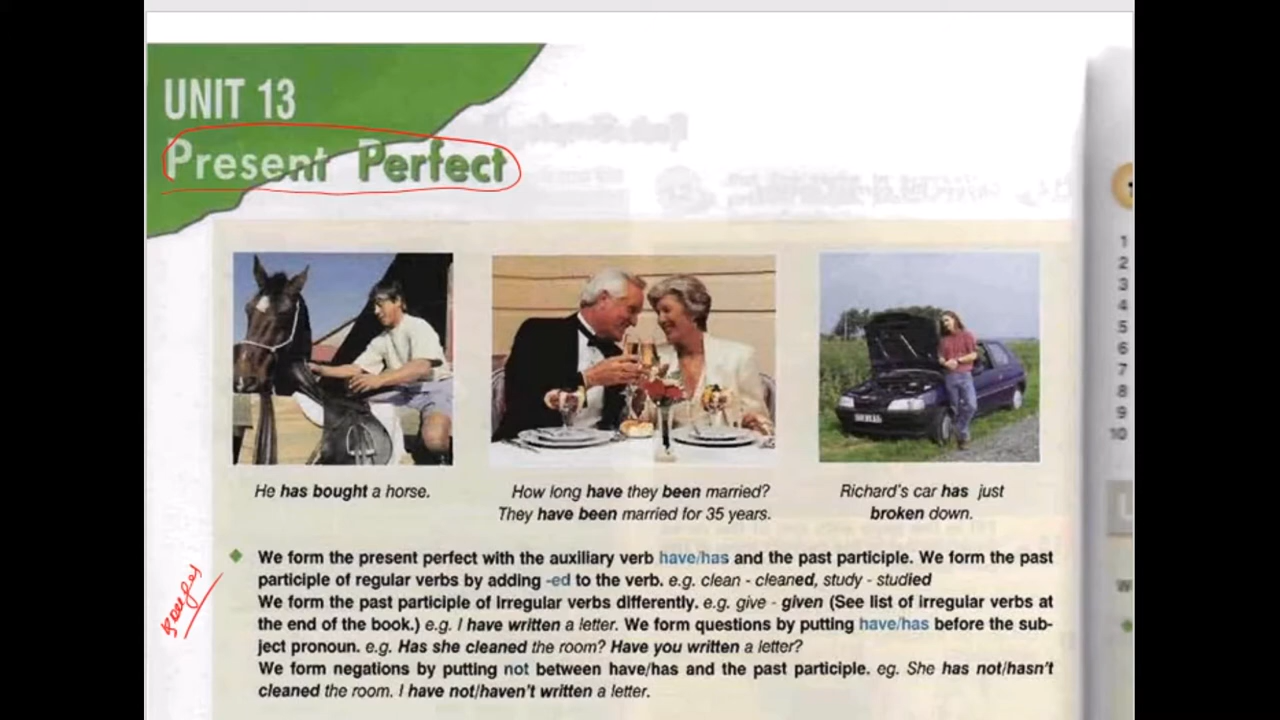 UNIT 13
Present Perfect
1
2
3
4
5
6
7
8
9
10
He has bought a horse.
How long have they been married?
They have been married for 35 years.
Richard's car has just
broken down.
We form the present perfect with the auxiliary verb have/has and the past participle. We form the past
participle of regular verbs by adding -ed to the verb. e.g. clean - cleaned, study - studied
We form the past participle of irregular verbs differently. e.g. give - given (See list of irregular verbs at
the end of the book.) e.g. I have written a letter. We form questions by putting have/has before the sub-
ject pronoun. e.g. Has she cleaned the room? Have you written a letter?
We form negations by putting not between have/has and the past participle. eg. She has not/hasn't
cleaned the room. I have not/haven't written a letter.